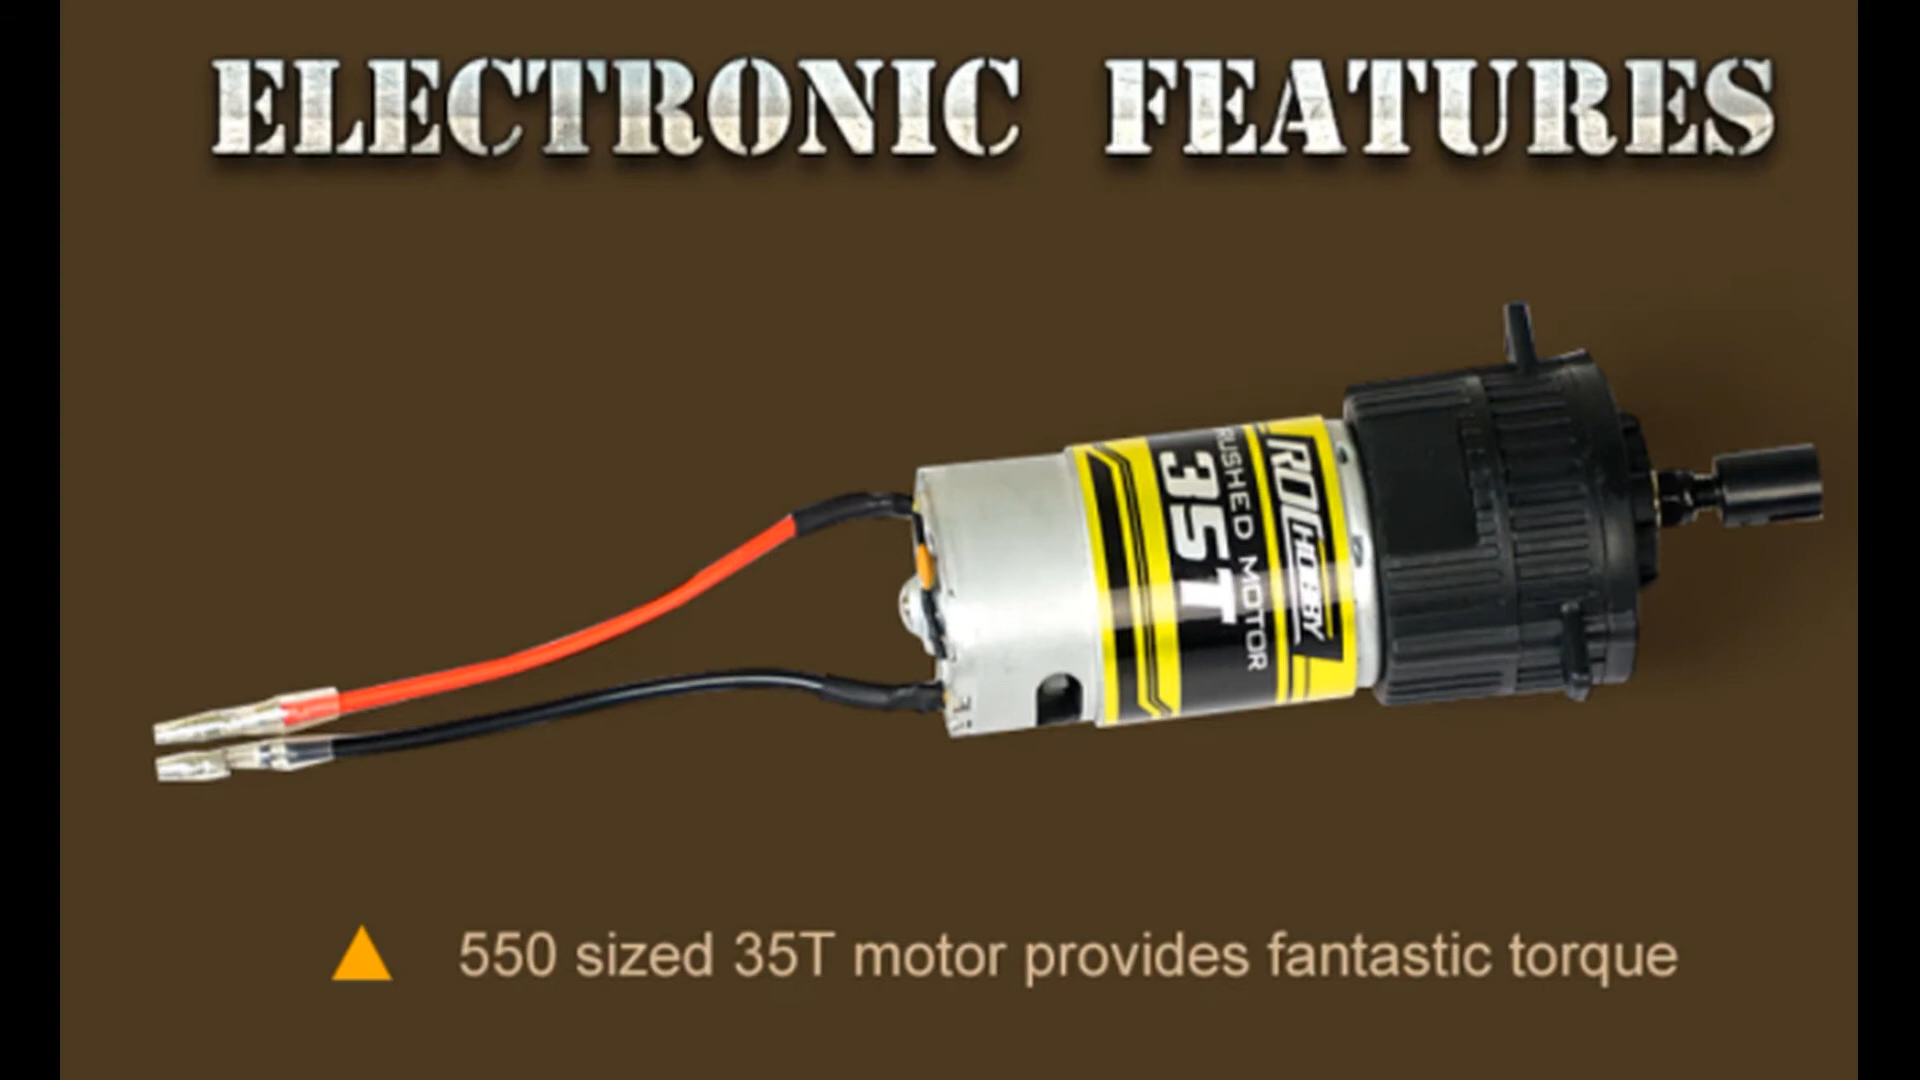 ELECTRONIC FEATURES
ROCHOBBY
BRUSHED MOTOR
35T
550 sized 35T motor provides fantastic torque